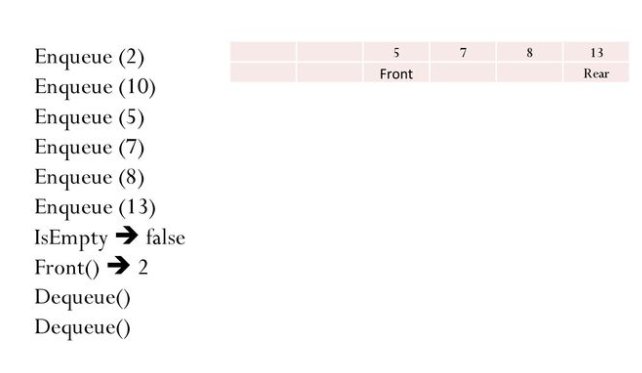 Enqueue (2)
Enqueue (10)
Enqueue (5)
Enqueue (7)
Enqueue (8)
Enqueue (13)
IsEmpty ➔ false
Front() ➔ 2
Dequeue()
Dequeue()
5 7 8 13
Front Rear